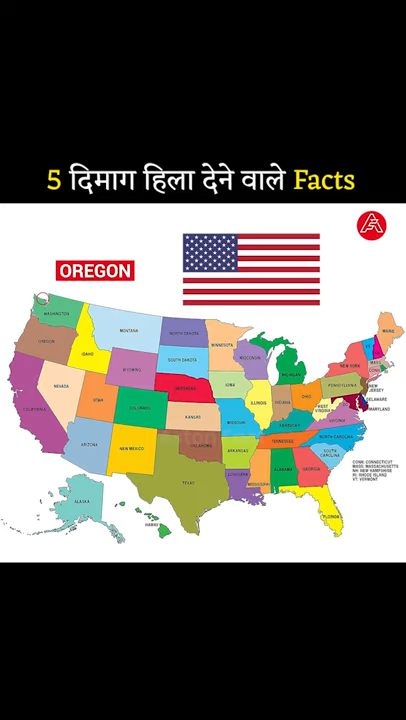 5 दिमाग हिला देने वाले Facts
OREGON
WASHINGTON
OREGON
IDAHO
MONTANA
WYOMING
NEVADA
UTAH
CALIFORNIA
ARIZONA
COLORADO
NEW MEXICO
NORTH DAKOTA
SOUTH DAKOTA
NEBRASKA
KANSAS
OKLAHOMA
TEXAS
MINNESOTA
IOWA
MISSOURI
ARKANSAS
LOUISIANA
WISCONSIN
ILLINOIS
MICHIGAN
INDIANA
OHIO
KENTUCKY
TENNESSEE
MISSISSIPPI
ALABAMA
GEORGIA
FLORIDA
SOUTH
CAROLINA
NORTH CAROLINA
VIRGINIA
WEST
VIRGINIA
PENNSYLVANIA
NEW YORK
VT
MAINE
MASS
CONN
NEW
JERSEY
DELAWARE
MARYLAND
ALASKA
HAWAII
CONN: CONNECTICUT
MASS: MASSACHUSETTS
NH: NEW HAMPSHIRE
RI: RHODE ISLAND
VT: VERMONT